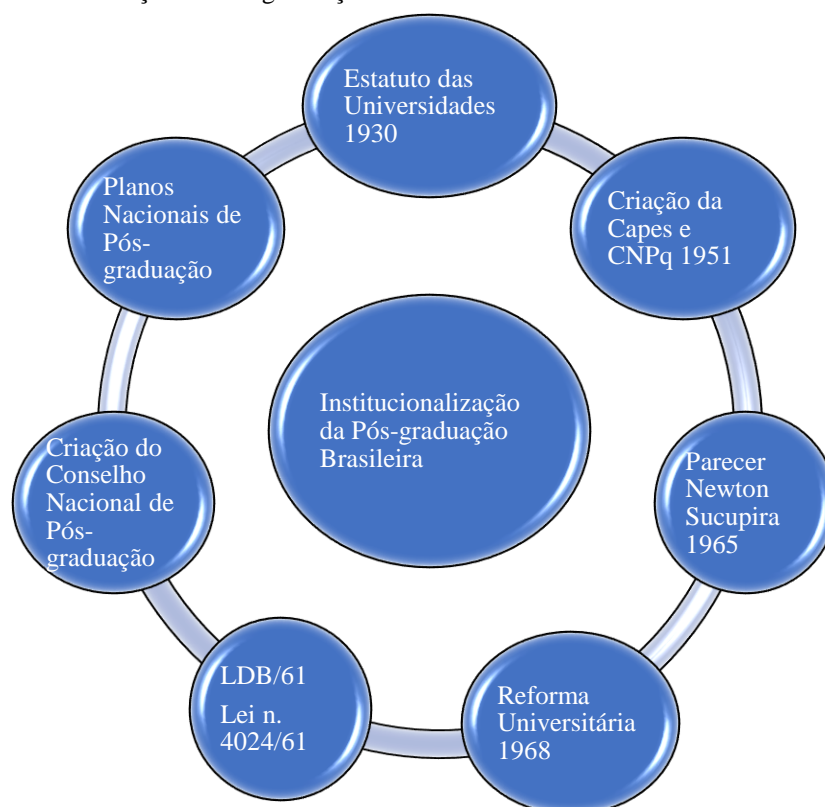 Estatuto das
Universidades
1930
Criação da
Capes e
CNPq 1951
Parecer
Newton
Sucupira
1965
Reforma
Universitária
1968
LDB/61
Lei n.
4024/61
Criação do
Conselho
Nacional de
Pós-
graduação
Planos
Nacionais de
Pós-
graduação
Institucionalização
da Pós-graduação
Brasileira